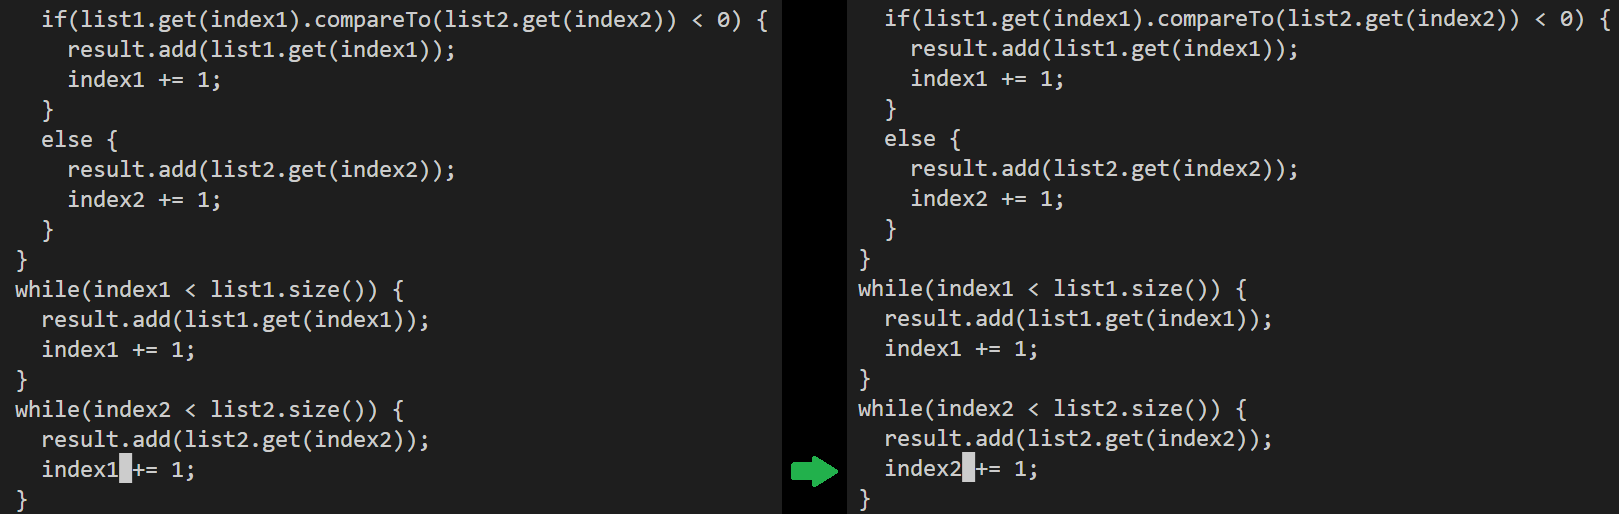 if(list1.get(index1).compareTo(list2.get(index2)) < 0) {
result.add(list1.get(index1));
index1 += 1;
}
else {
result.add(list2.get(index2));
index2 += 1;
}
}
while(index1 < list1.size()) {
result.add(list1.get(index1));
index1 += 1;
}
while(index2 < list2.size()) {
result.add(list2.get(index2));
index1 += 1;
}
if(list1.get(index1).compareTo(list2.get(index2)) < 0) {
result.add(list1.get(index1));
index1 += 1;
}
else {
result.add(list2.get(index2));
index2 += 1;
}
}
while(index1 < list1.size()) {
result.add(list1.get(index1));
index1 += 1;
}
while(index2 < list2.size()) {
result.add(list2.get(index2));
index2 += 1;
}